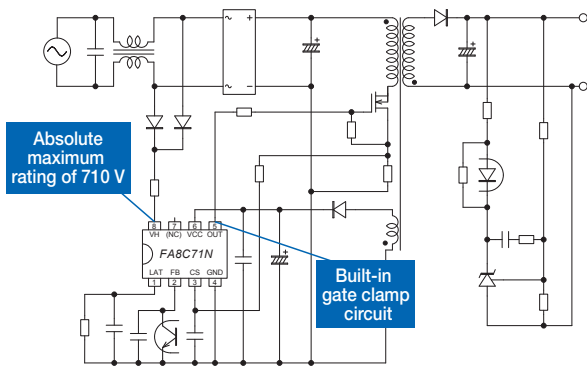 +
~
~
−
+
+
Absolute
maximum
rating of 710 V
8 7 6 5
VH (NC) VCC OUT
FA8C71N
LAT FB CS GND
1 2 3 4
+
Built-in
gate clamp
circuit